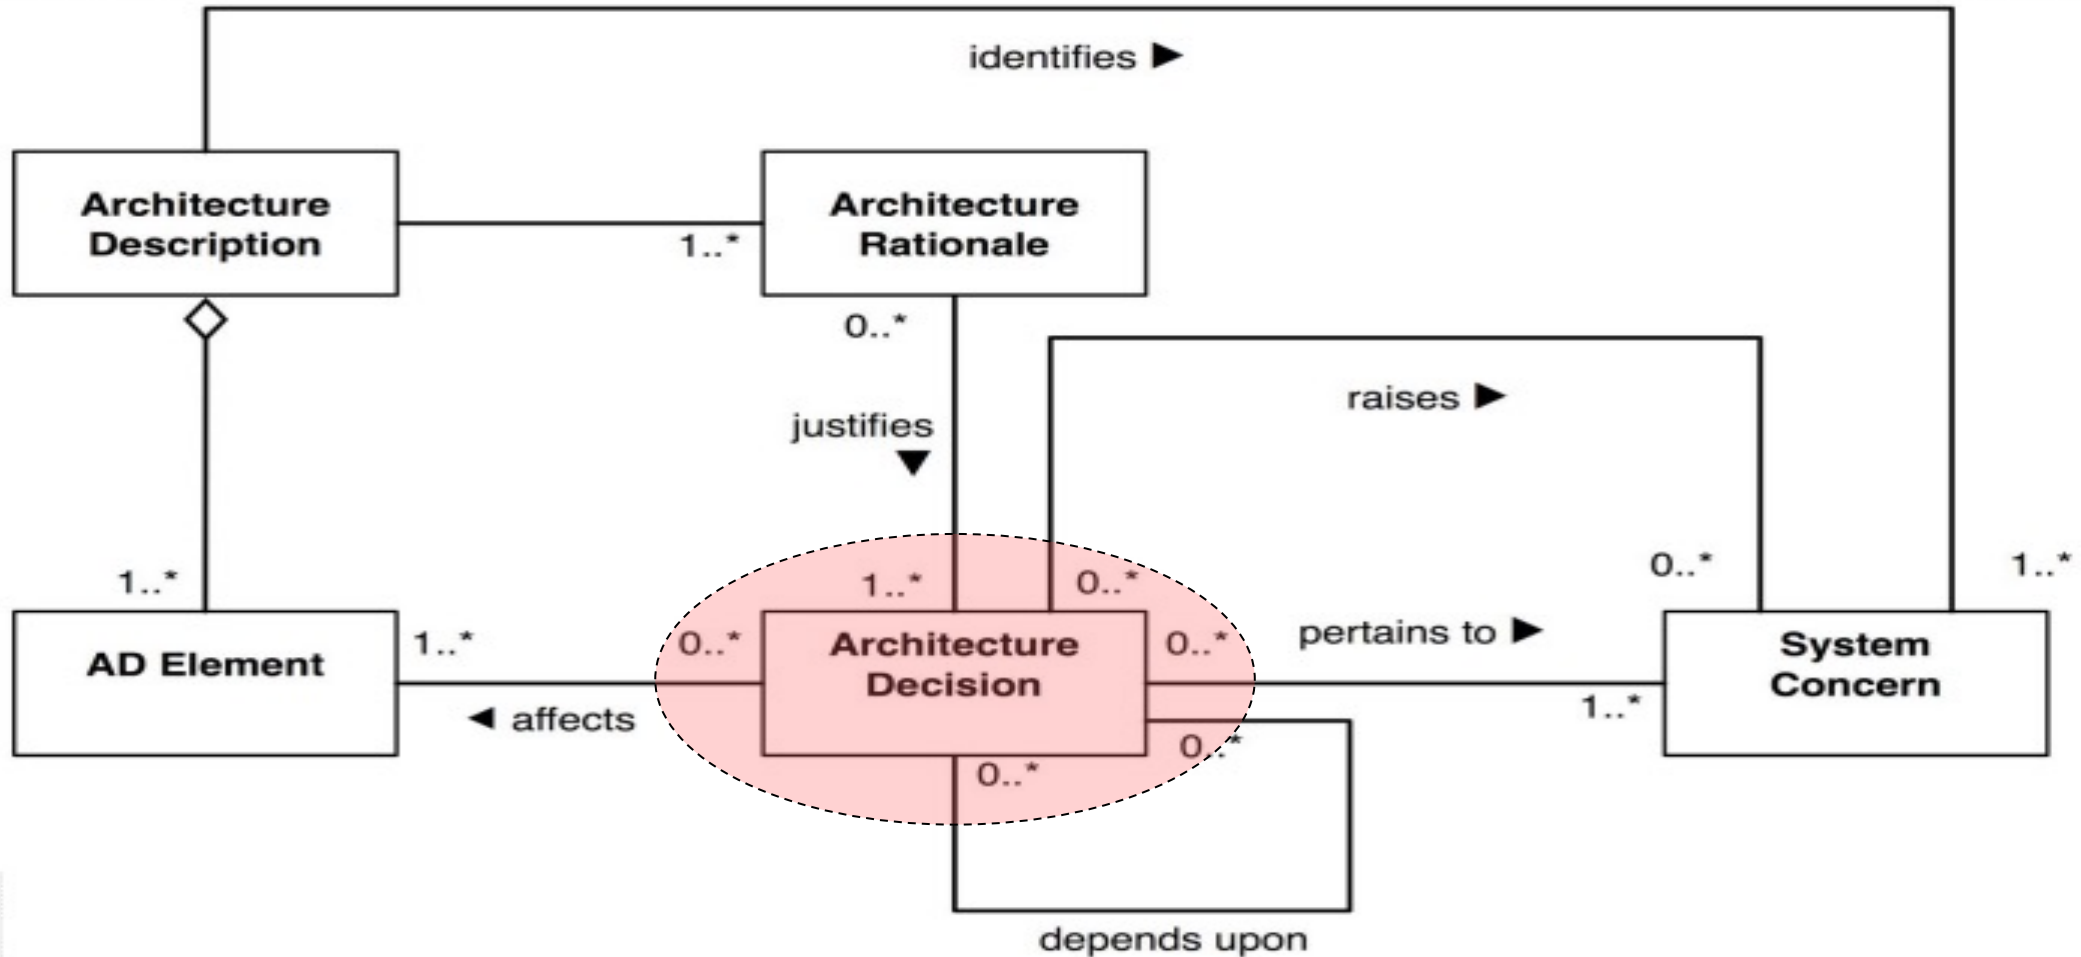 identifies ►
Architecture
Description
Architecture
Rationale
1..*
0..*
justifies
▼
raises ►
1..*
1..*
0..*
0..*
1..*
AD Element
1..*
0..*
Architecture
Decision
0..*
pertains to ►
System
Concern
◄ affects
1..*
0..*
0..*
depends upon